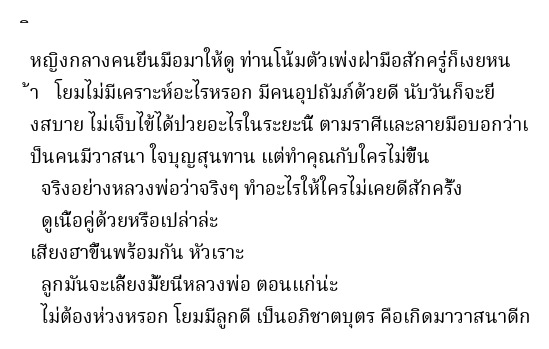 หญิงกลางคนยื่นมือมาให้ดู ท่านโน้มตัวเพ่งฝ่ามือสักครู่ก็เงยหน
้า   โยมไม่มีเคราะห์อะไรหรอก มีคนอุปถัมภ์ด้วยดี นับวันก็จะยิ
่งสบาย ไม่เจ็บไข้ได้ป่วยอะไรในระยะนี้ ตามราศีและลายมือบอกว่าเ
ป็นคนมีวาสนา ใจบุญสุนทาน แต่ทำคุณกับใครไม่ขึ้น
จริงอย่างหลวงพ่อว่าจริงๆ ทำอะไรให้ใครไม่เคยดีสักครั้ง
ดูเนื้อคู่ด้วยหรือเปล่าล่ะ
เสียงฮาขึ้นพร้อมกัน หัวเราะ
ลูกมันจะเลี้ยงมั้ยนี่หลวงพ่อ ตอนแก่น่ะ
ไม่ต้องห่วงหรอก โยมมีลูกดี เป็นอภิชาตบุตร คือเกิดมาวาสนาดีก